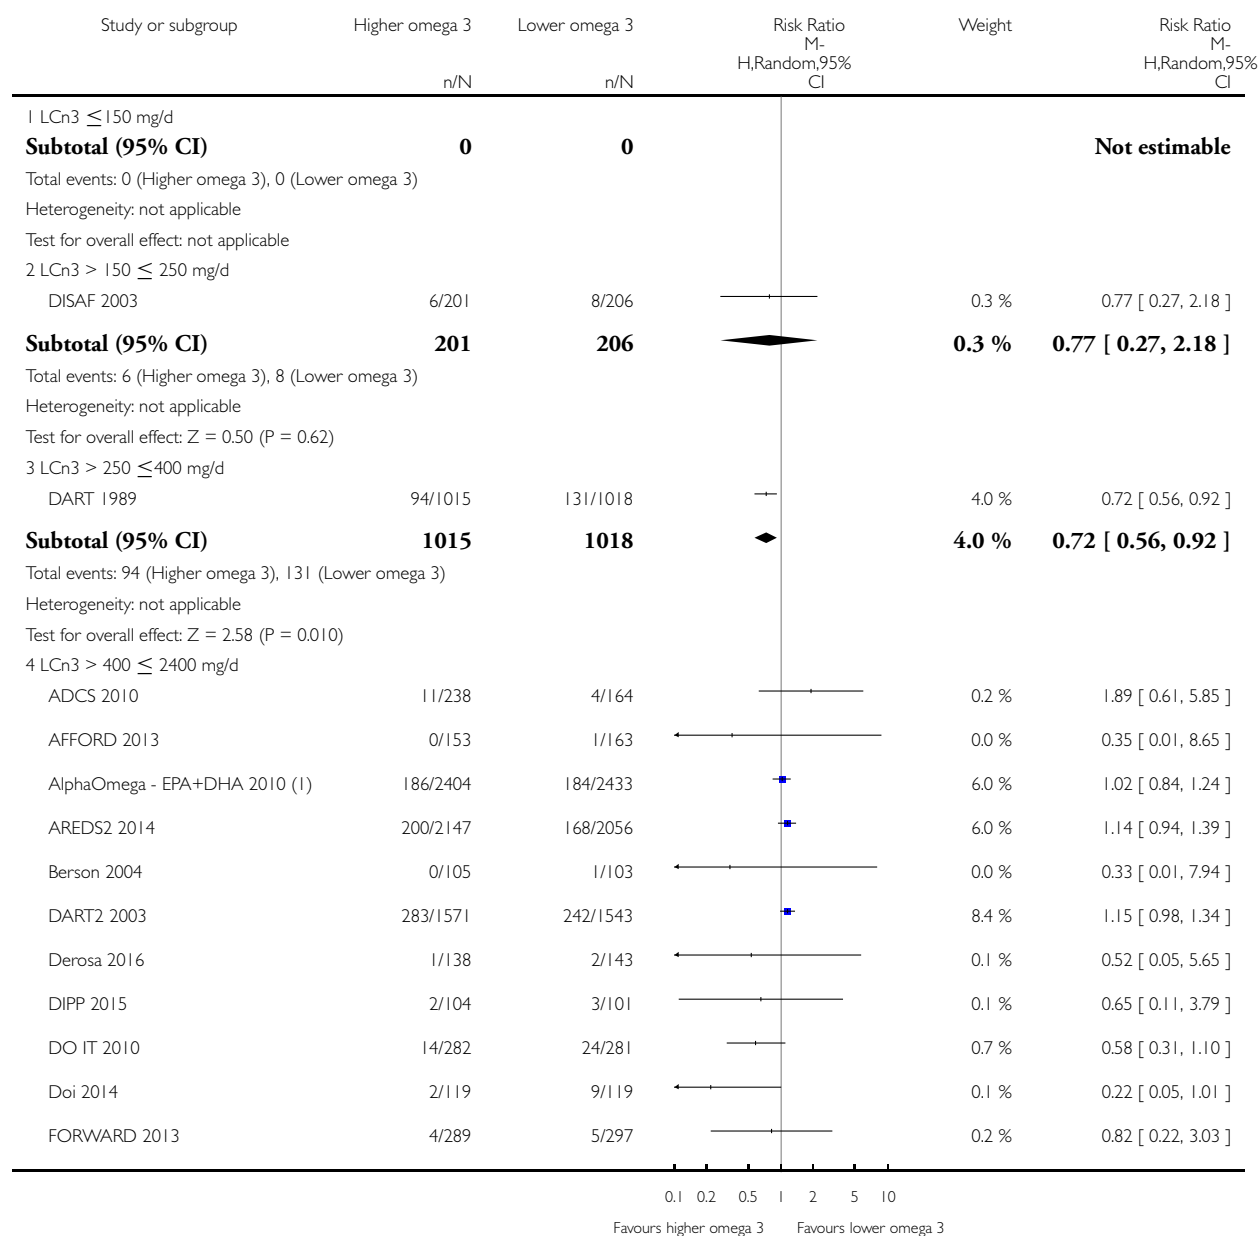 Study or subgroup Higher omega 3 Lower omega 3 Risk Ratio Weight Risk Ratio
M- M-
H,Random,95% H,Random,95%
n/N n/N CI CI
1 LCn3 ≤150 mg/d
Subtotal (95% CI) 0 0 Not estimable
Total events: 0 (Higher omega 3), 0 (Lower omega 3)
Heterogeneity: not applicable
Test for overall effect: not applicable
2 LCn3 > 150 ≤ 250 mg/d
DISAF 2003 6/201 8/206 0.3 % 0.77 [ 0.27, 2.18 ]
Subtotal (95% CI) 201 206 0.3 % 0.77 [ 0.27, 2.18 ]
Total events: 6 (Higher omega 3), 8 (Lower omega 3)
Heterogeneity: not applicable
Test for overall effect: Z = 0.50 (P = 0.62)
3 LCn3 > 250 ≤400 mg/d
DART 1989 94/1015 131/1018 4.0 % 0.72 [ 0.56, 0.92 ]
Subtotal (95% CI) 1015 1018 4.0 % 0.72 [ 0.56, 0.92 ]
Total events: 94 (Higher omega 3), 131 (Lower omega 3)
Heterogeneity: not applicable
Test for overall effect: Z = 2.58 (P = 0.010)
4 LCn3 > 400 ≤ 2400 mg/d
ADCS 2010 11/238 4/164 0.2 % 1.89 [ 0.61, 5.85 ]
AFFORD 2013 0/153 1/163 0.0 % 0.35 [ 0.01, 8.65 ]
AlphaOmega - EPA+DHA 2010 (1) 186/2404 184/2433 6.0 % 1.02 [ 0.84, 1.24 ]
AREDS2 2014 200/2147 168/2056 6.0 % 1.14 [ 0.94, 1.39 ]
Berson 2004 0/105 1/103 0.0 % 0.33 [ 0.01, 7.94 ]
DART2 2003 283/1571 242/1543 8.4 % 1.15 [ 0.98, 1.34 ]
Derosa 2016 1/138 2/143 0.1 % 0.52 [ 0.05, 5.65 ]
DIPP 2015 2/104 3/101 0.1 % 0.65 [ 0.11, 3.79 ]
DO IT 2010 14/282 24/281 0.7 % 0.58 [ 0.31, 1.10 ]
Doi 2014 2/119 9/119 0.1 % 0.22 [ 0.05, 1.01 ]
FORWARD 2013 4/289 5/297 0.2 % 0.82 [ 0.22, 3.03 ]
0.1 0.2 0.5 1 2 5 10
Favours higher omega 3 Favours lower omega 3